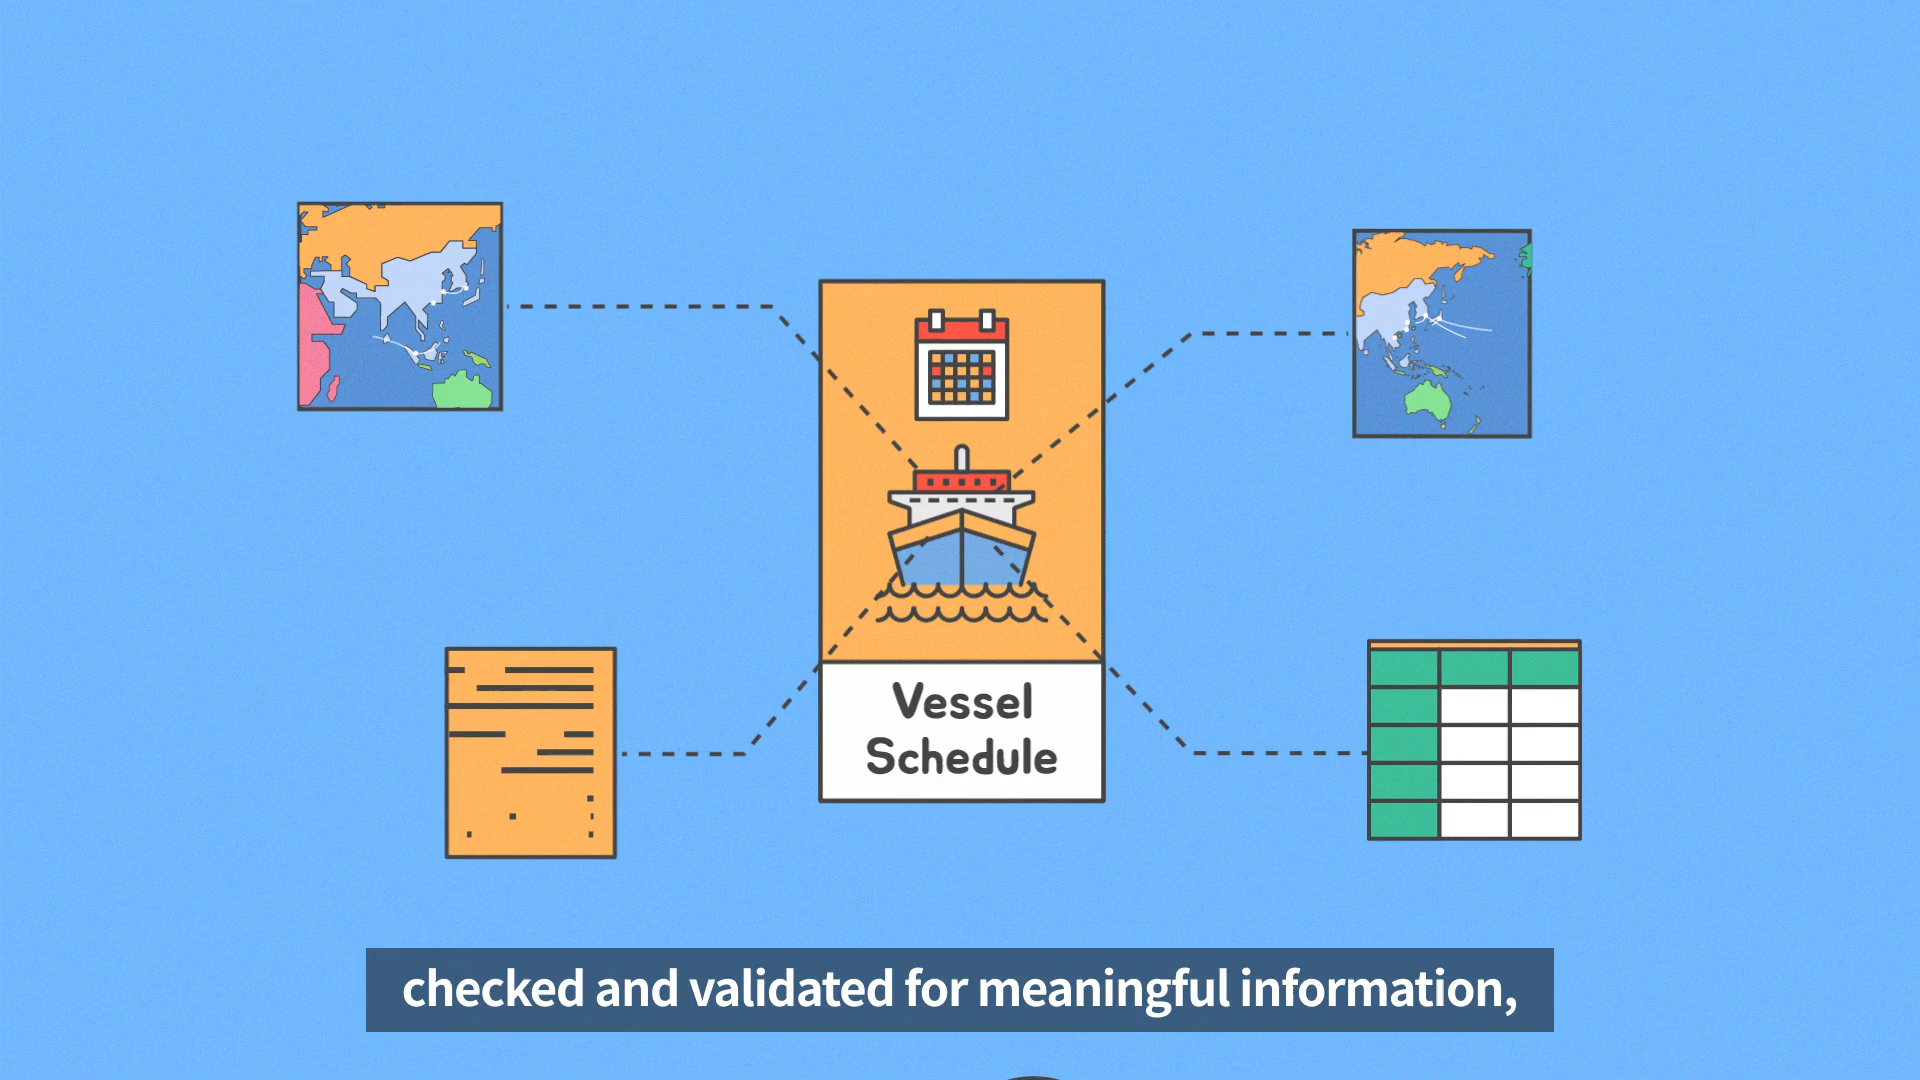 Vessel
Schedule
checked and validated for meaningful information,